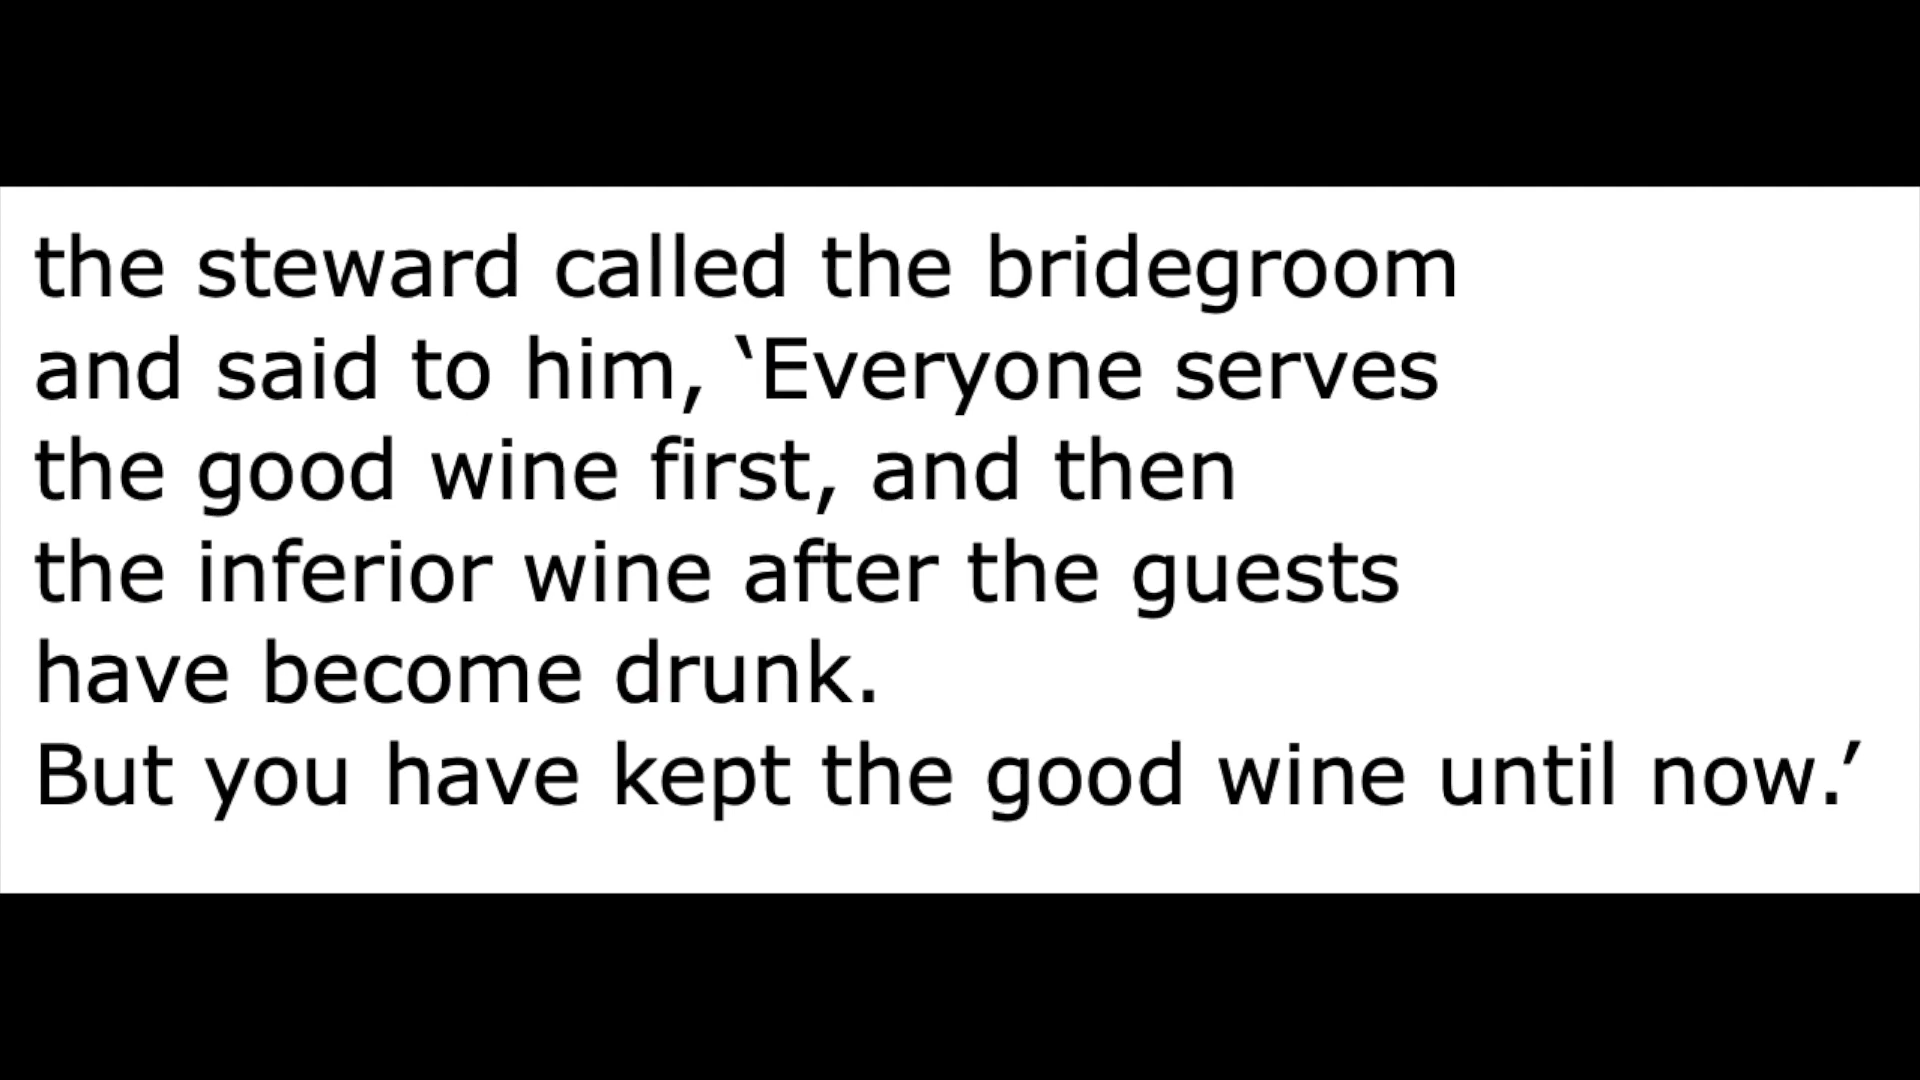 the steward called the bridegroom
and said to him, ‘Everyone serves
the good wine first, and then
the inferior wine after the guests
have become drunk.
But you have kept the good wine until now.’